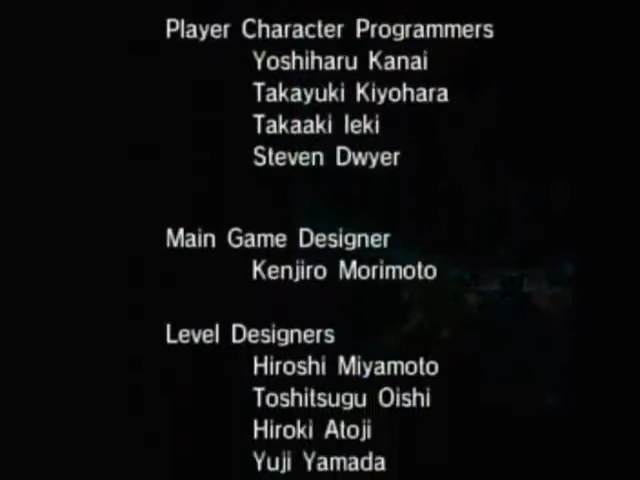 Player Character Programmers
Yoshiharu Kanai
Takayuki Kiyohara
Takaaki Ieki
Steven Dwyer
Main Game Designer
Kenjiro Morimoto
Level Designers
Hiroshi Miyamoto
Toshitsugu Oishi
Hiroki Atoji
Yuji Yamada